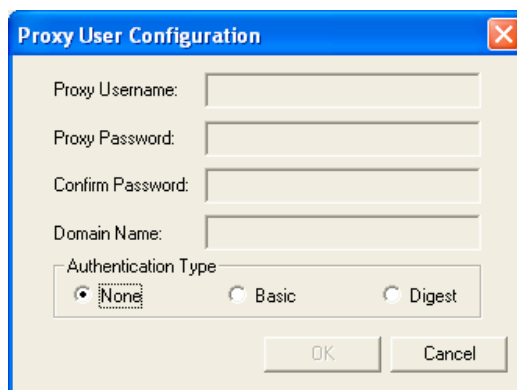 Proxy User Configuration
Proxy Username:
Proxy Password:
Confirm Password:
Domain Name:
Authentication Type
None Basic Digest
OK Cancel